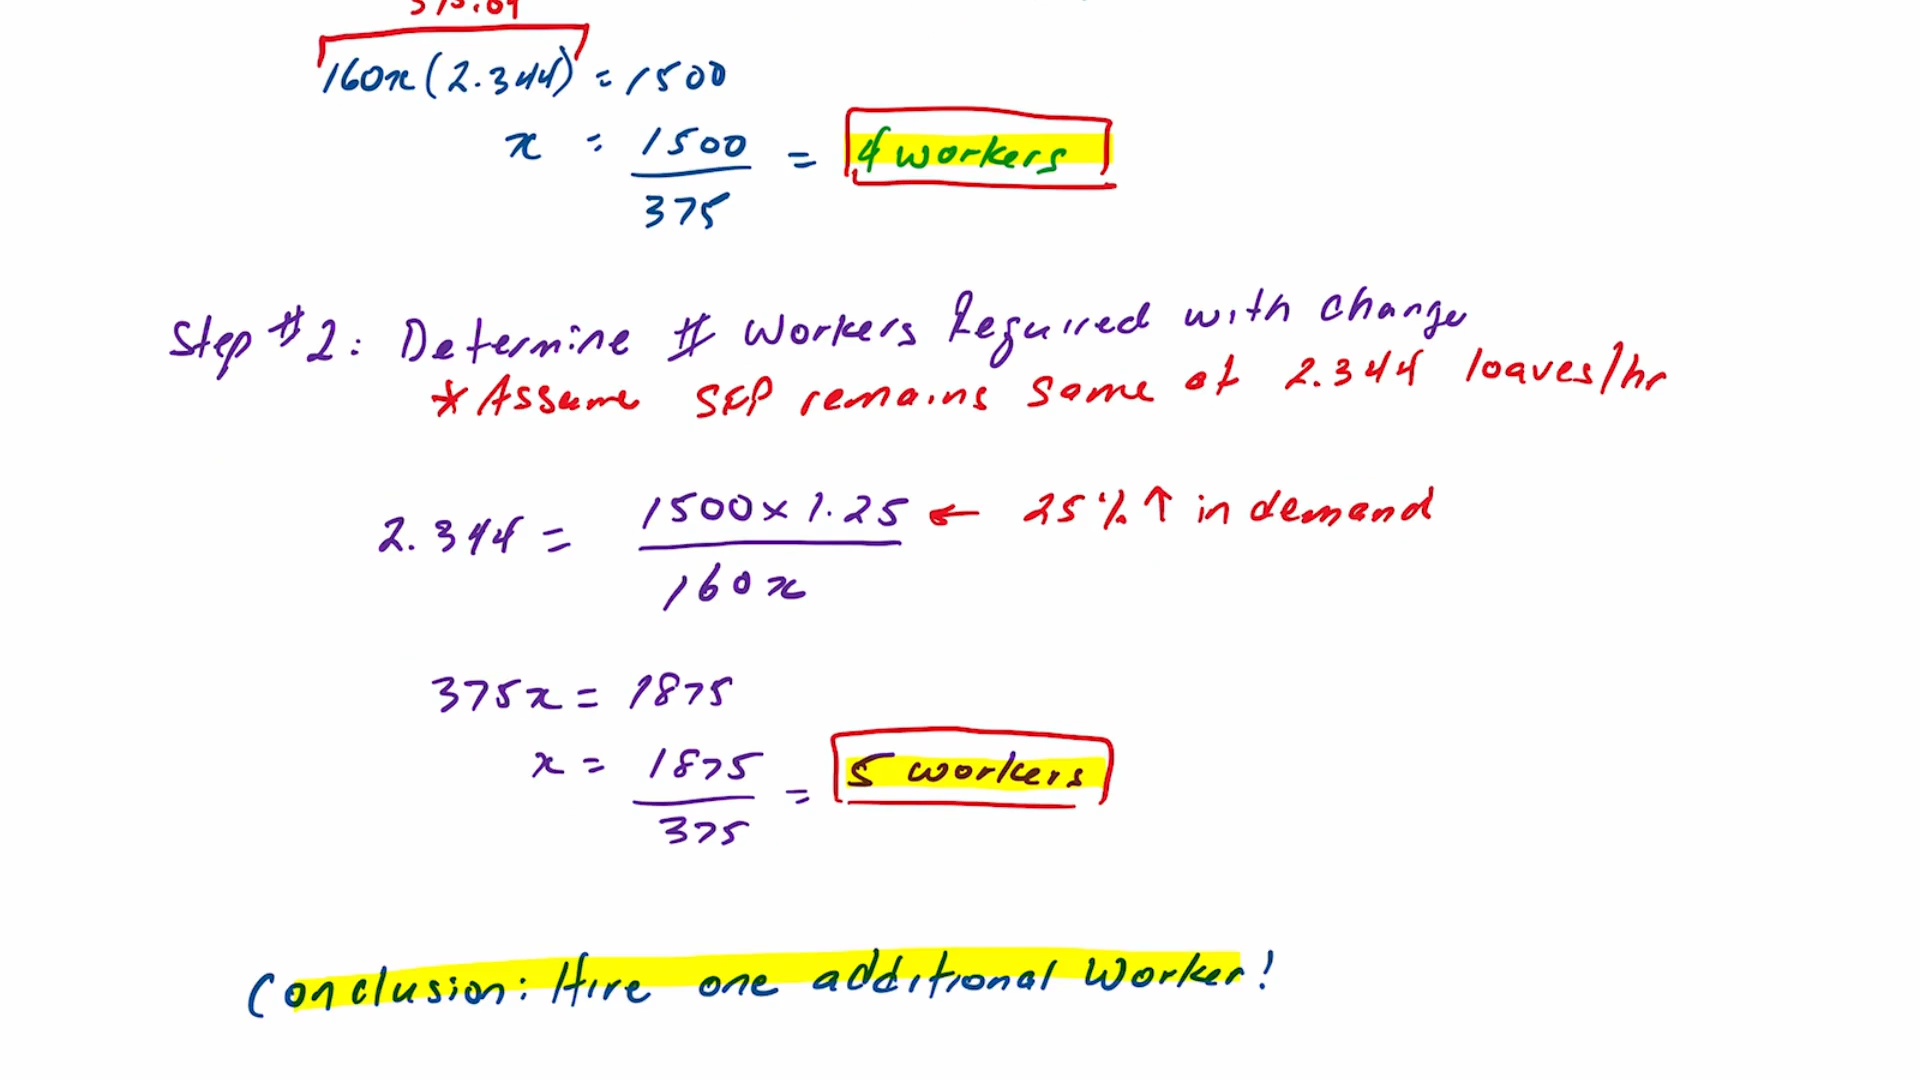 160x(2.344) = 1500
x = 1500 / 375 = 4 workers
Step #2: Determine # Workers Required with change
*Assume SFP remains same at 2.344 loaves/hr
2.344 = 1500 x 1.25 / 160x ← 25% ↑ in demand
375x = 1875
x = 1875 / 375 = 5 workers
Conclusion: Hire one additional Worker!